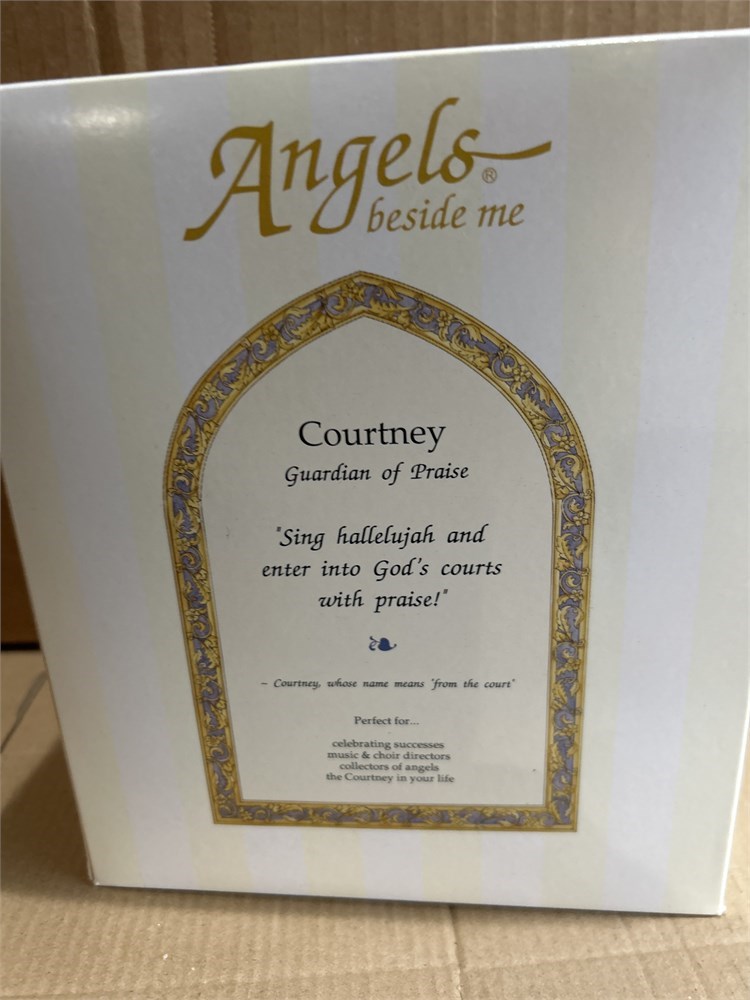 Angels®
beside me
Courtney
Guardian of Praise
"Sing hallelujah and
enter into God's courts
with praise!"
~ Courtney, whose name means "from the court"
Perfect for...
celebrating successes
music & choir directors
collectors of angels
the Courtney in your life